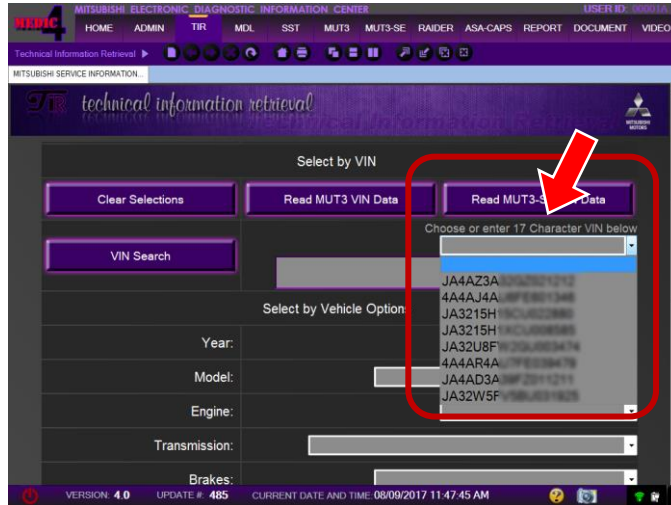 MITSUBISHI ELECTRONIC DIAGNOSTIC INFORMATION CENTER USER ID: 00001A
MEDIC 4 HOME ADMIN TIR MDL SST MUT3 MUT3-SE RAIDER ASA-CAPS REPORT DOCUMENT VIDEO
Technical Information Retrieval
MITSUBISHI SERVICE INFORMATION...
TIR technical information retrieval
MITSUBISHI
MOTORS
Select by VIN
Clear Selections Read MUT3 VIN Data Read MUT3-S Data
Choose or enter 17 Character VIN below
VIN Search
JA4AZ3A
4A4AJ4A
JA3215H
Select by Vehicle Options
JA3215H
Year: JA32U8F
4A4AR4A
Model: JA4AD3A
JA32W5F
Engine:
Transmission:
Brakes:
VERSION: 4.0 UPDATE #: 485 CURRENT DATE AND TIME: 08/09/2017 11:47:45 AM